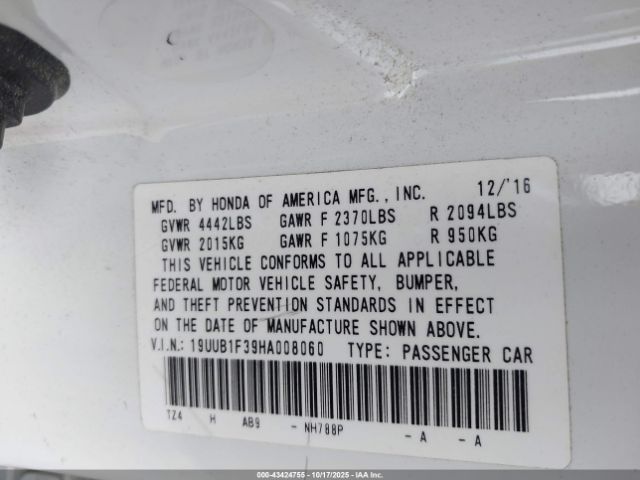 MFD. BY HONDA OF AMERICA MFG., INC. 12/'16
GVWR 4442LBS GAWR F 2370LBS R 2094LBS
GVWR 2015KG GAWR F 1075KG R 950KG
THIS VEHICLE CONFORMS TO ALL APPLICABLE
FEDERAL MOTOR VEHICLE SAFETY, BUMPER,
AND THEFT PREVENTION STANDARDS IN EFFECT
ON THE DATE OF MANUFACTURE SHOWN ABOVE.
V.I.N.: 19UUB1F39HA008060 TYPE: PASSENGER CAR
TZ4 H AB9 - NH788P - A - A
000-43424755 - 10/17/2025 - IAA Inc.